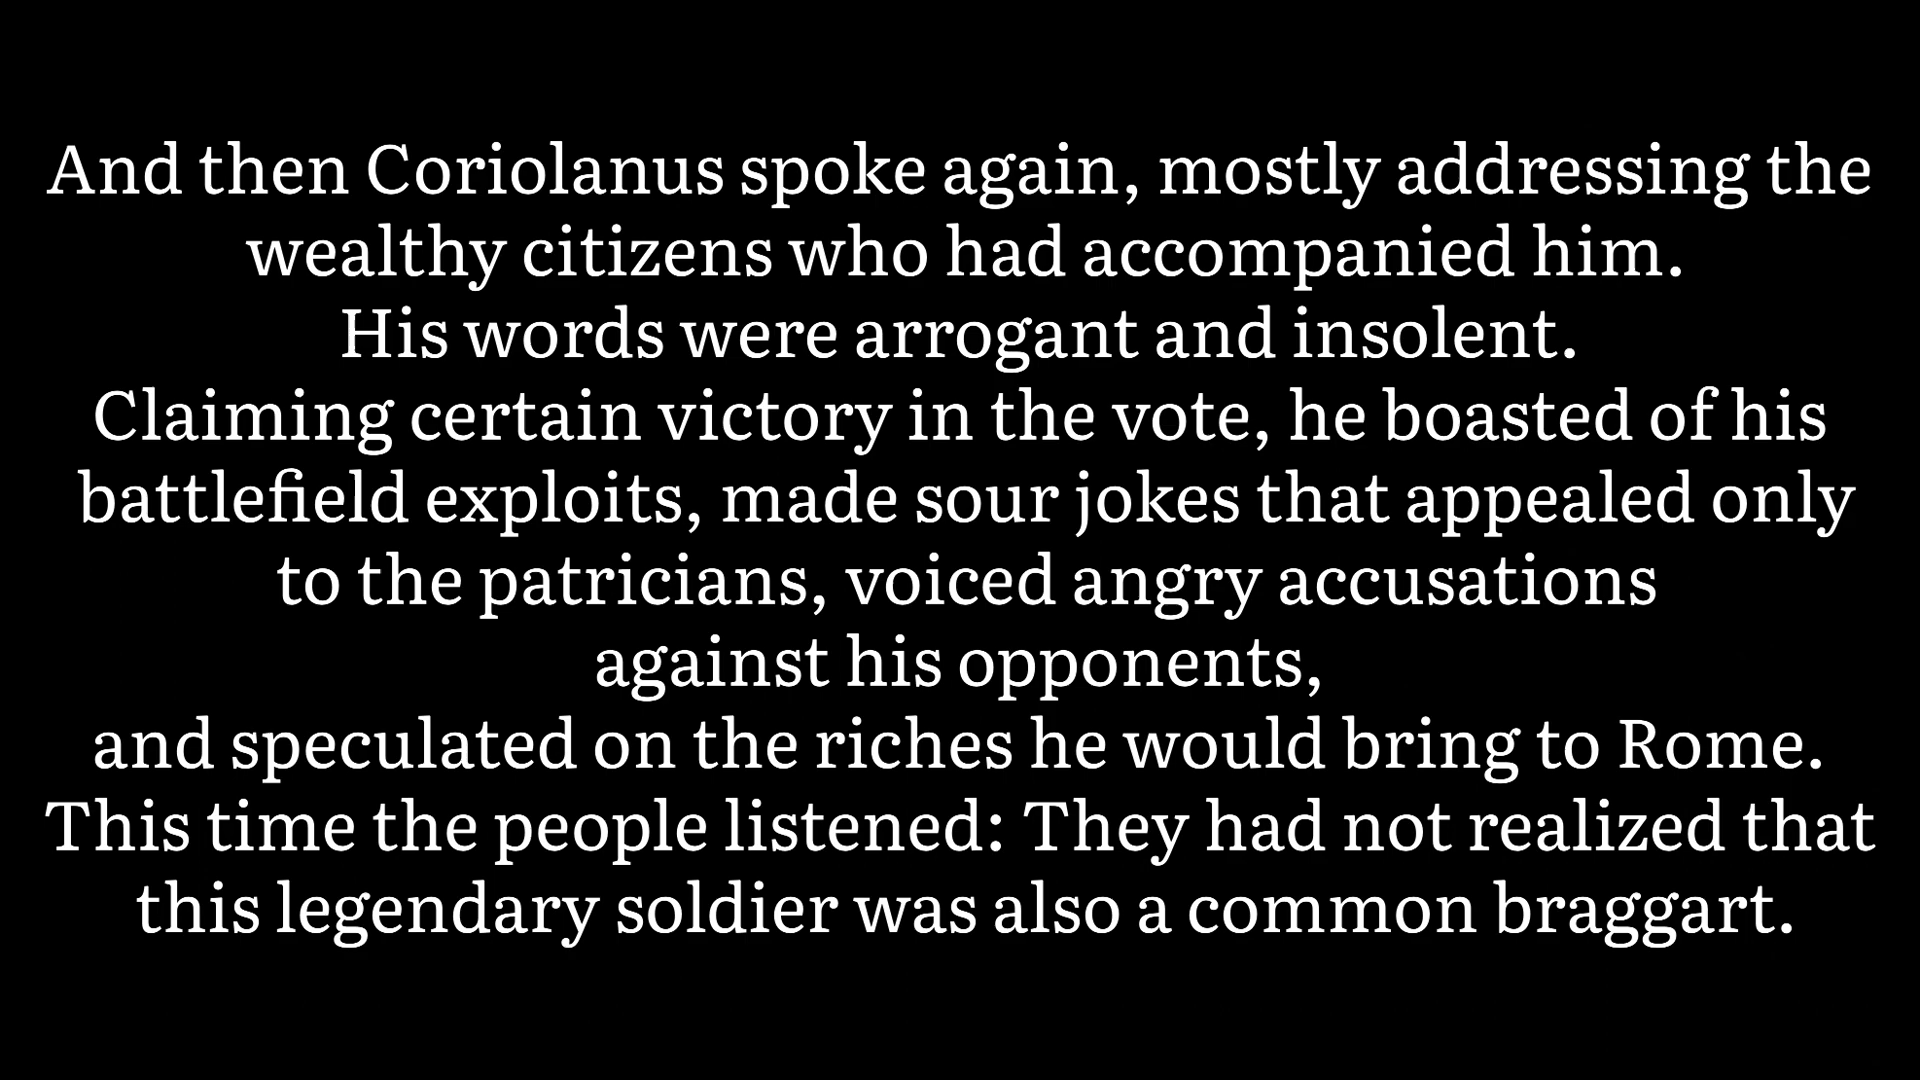 And then Coriolanus spoke again, mostly addressing the
wealthy citizens who had accompanied him.
His words were arrogant and insolent.
Claiming certain victory in the vote, he boasted of his
battlefield exploits, made sour jokes that appealed only
to the patricians, voiced angry accusations
against his opponents,
and speculated on the riches he would bring to Rome.
This time the people listened: They had not realized that
this legendary soldier was also a common braggart.